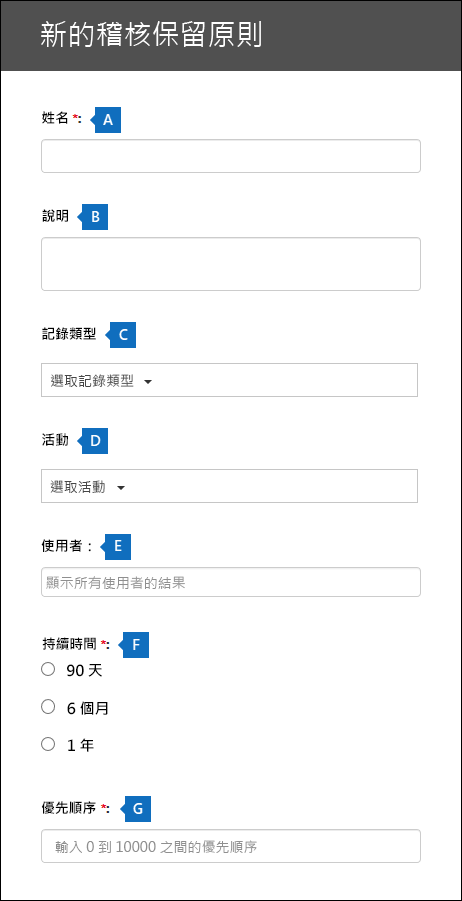 新的稽核保留原則
姓名 *: A
說明 B
記錄類型 C
選取記錄類型
活動 D
選取活動
使用者： E
顯示所有使用者的結果
持續時間 *: F
90 天
6 個月
1 年
優先順序 *: G
輸入 0 到 10000 之間的優先順序